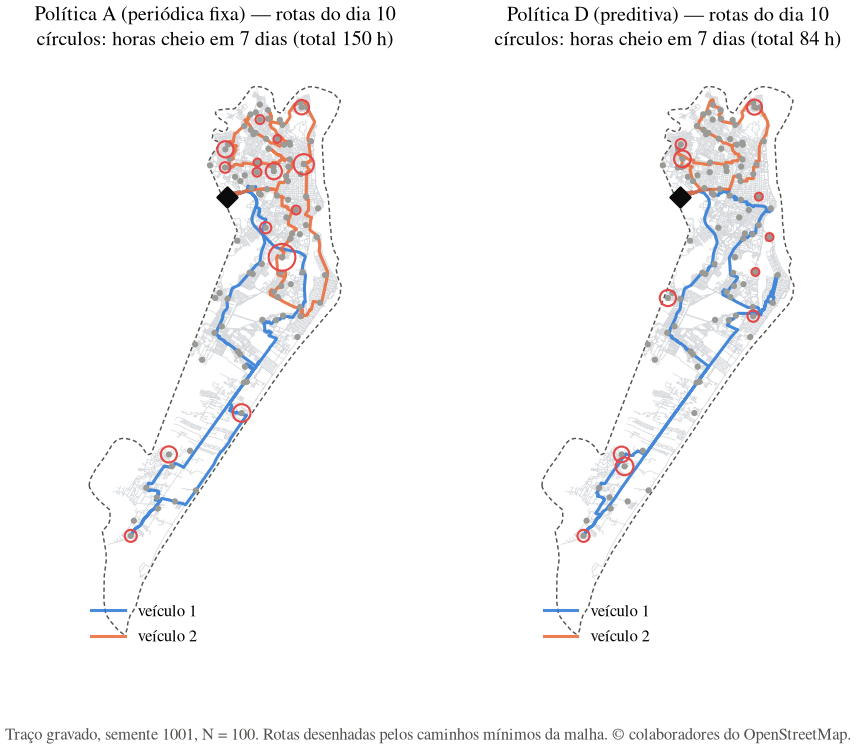 Política A (periódica fixa) — rotas do dia 10
círculos: horas cheio em 7 dias (total 150 h)
Política D (preditiva) — rotas do dia 10
círculos: horas cheio em 7 dias (total 84 h)
veículo 1
veículo 2
veículo 1
veículo 2
Traço gravado, semente 1001, N = 100. Rotas desenhadas pelos caminhos mínimos da malha. © colaboradores do OpenStreetMap.